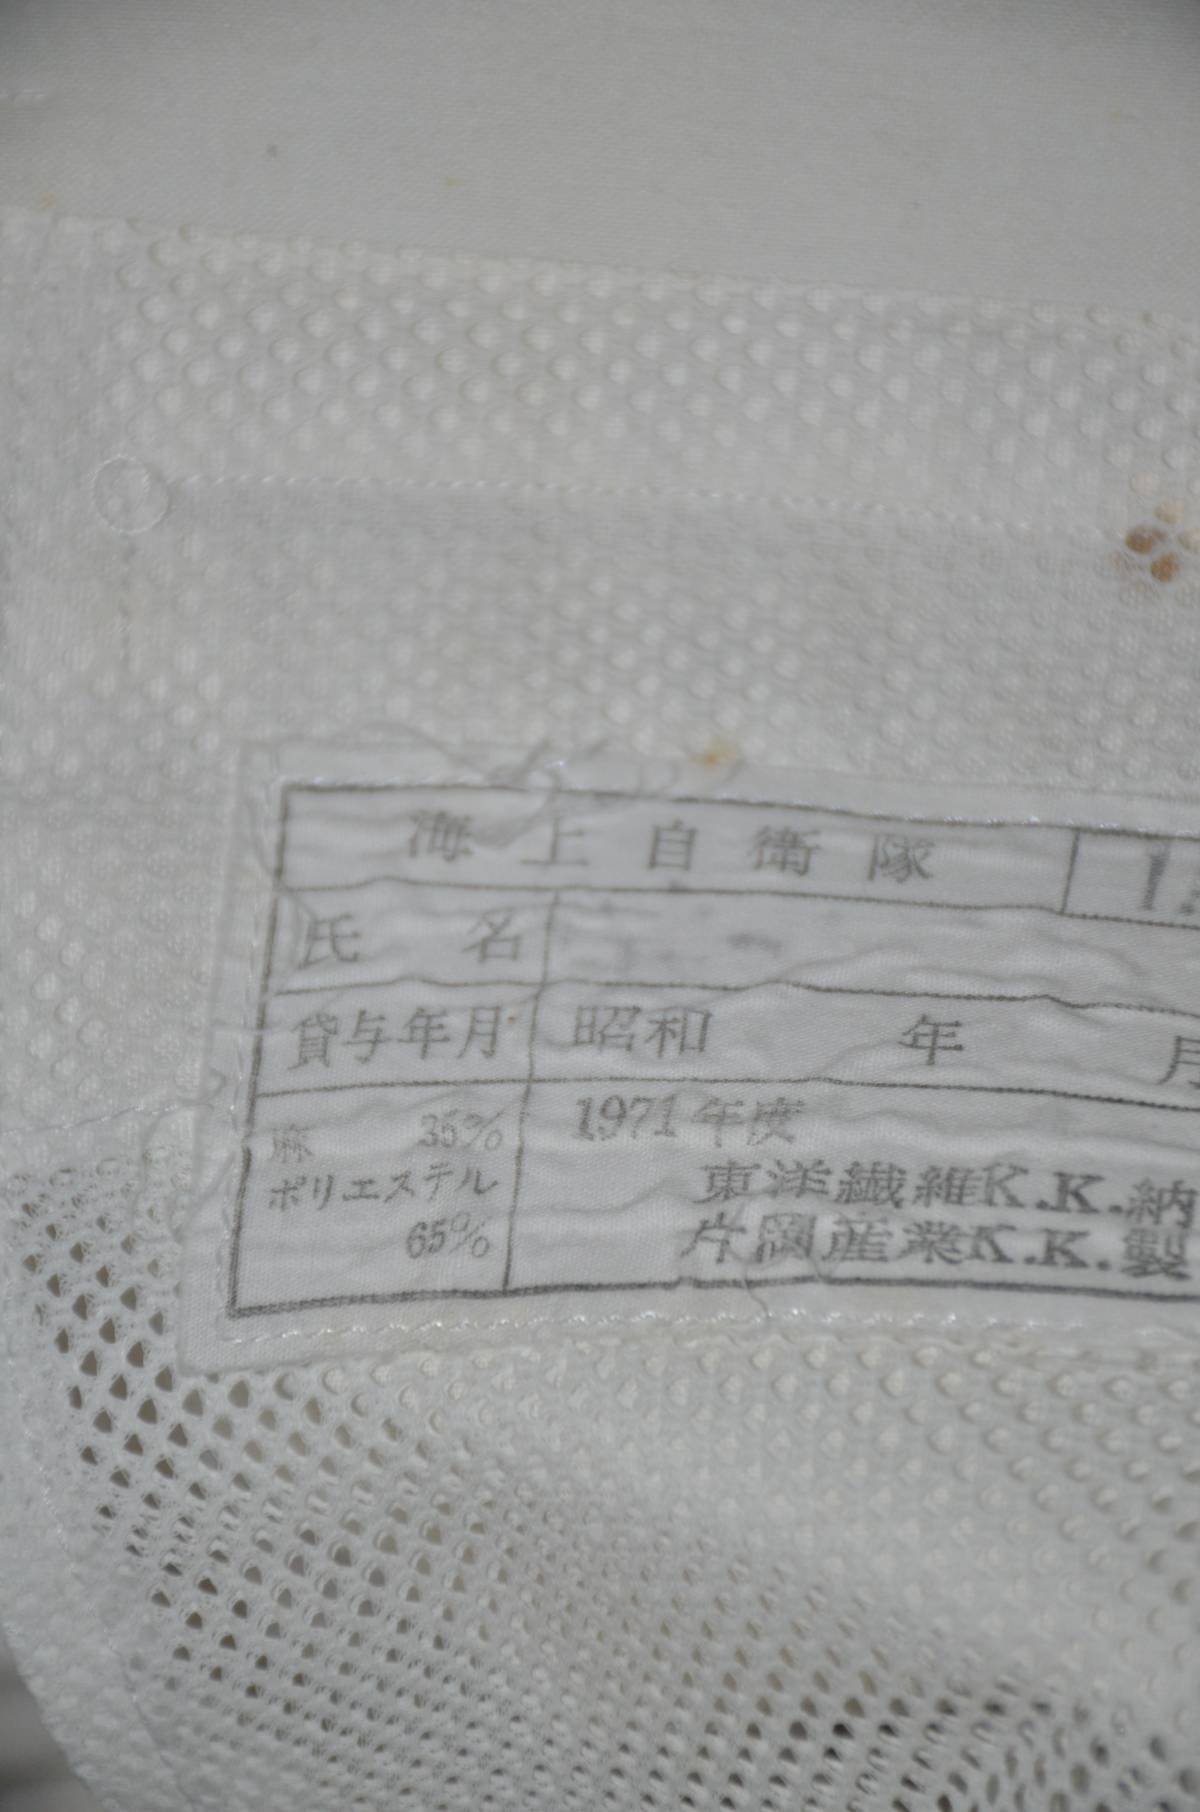 海上自衛隊
氏名
貸与年月 昭和 年 月
麻 35% 1971年度
ポリエステル 東洋繊維K.K.納
65% 片岡産業K.K.製